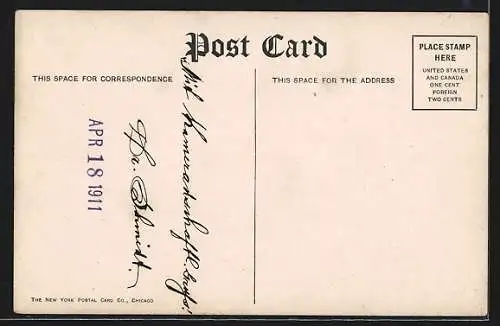 Post Card
THIS SPACE FOR CORRESPONDENCE
THIS SPACE FOR THE ADDRESS
PLACE STAMP
HERE
UNITED STATES
AND CANADA
ONE CENT
FOREIGN
TWO CENTS
Mit kameradschaftl. Gruß!
Dr. Schmidt.
APR 18 1911
THE NEW YORK POSTAL CARD CO., CHICAGO